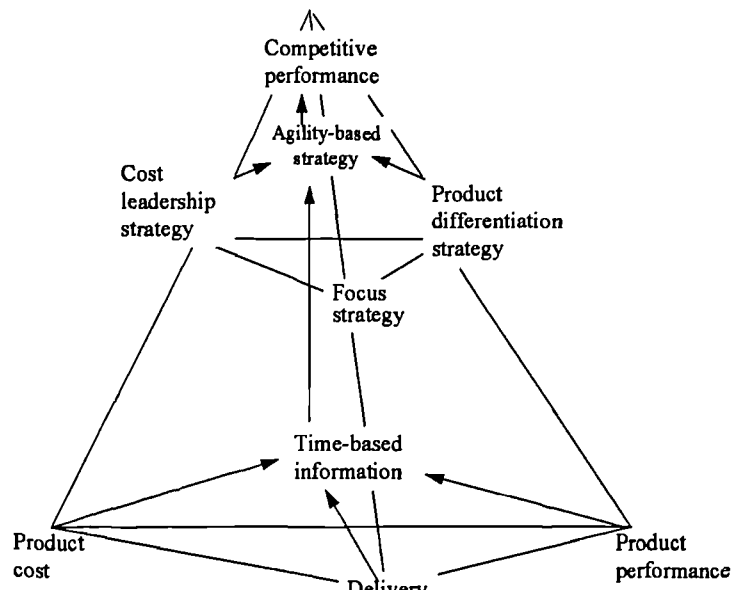 Competitive
performance
Agility-based
strategy
Cost
leadership
strategy
Product
differentiation
strategy
Focus
strategy
Time-based
information
Product
cost
Product
performance
Delivery